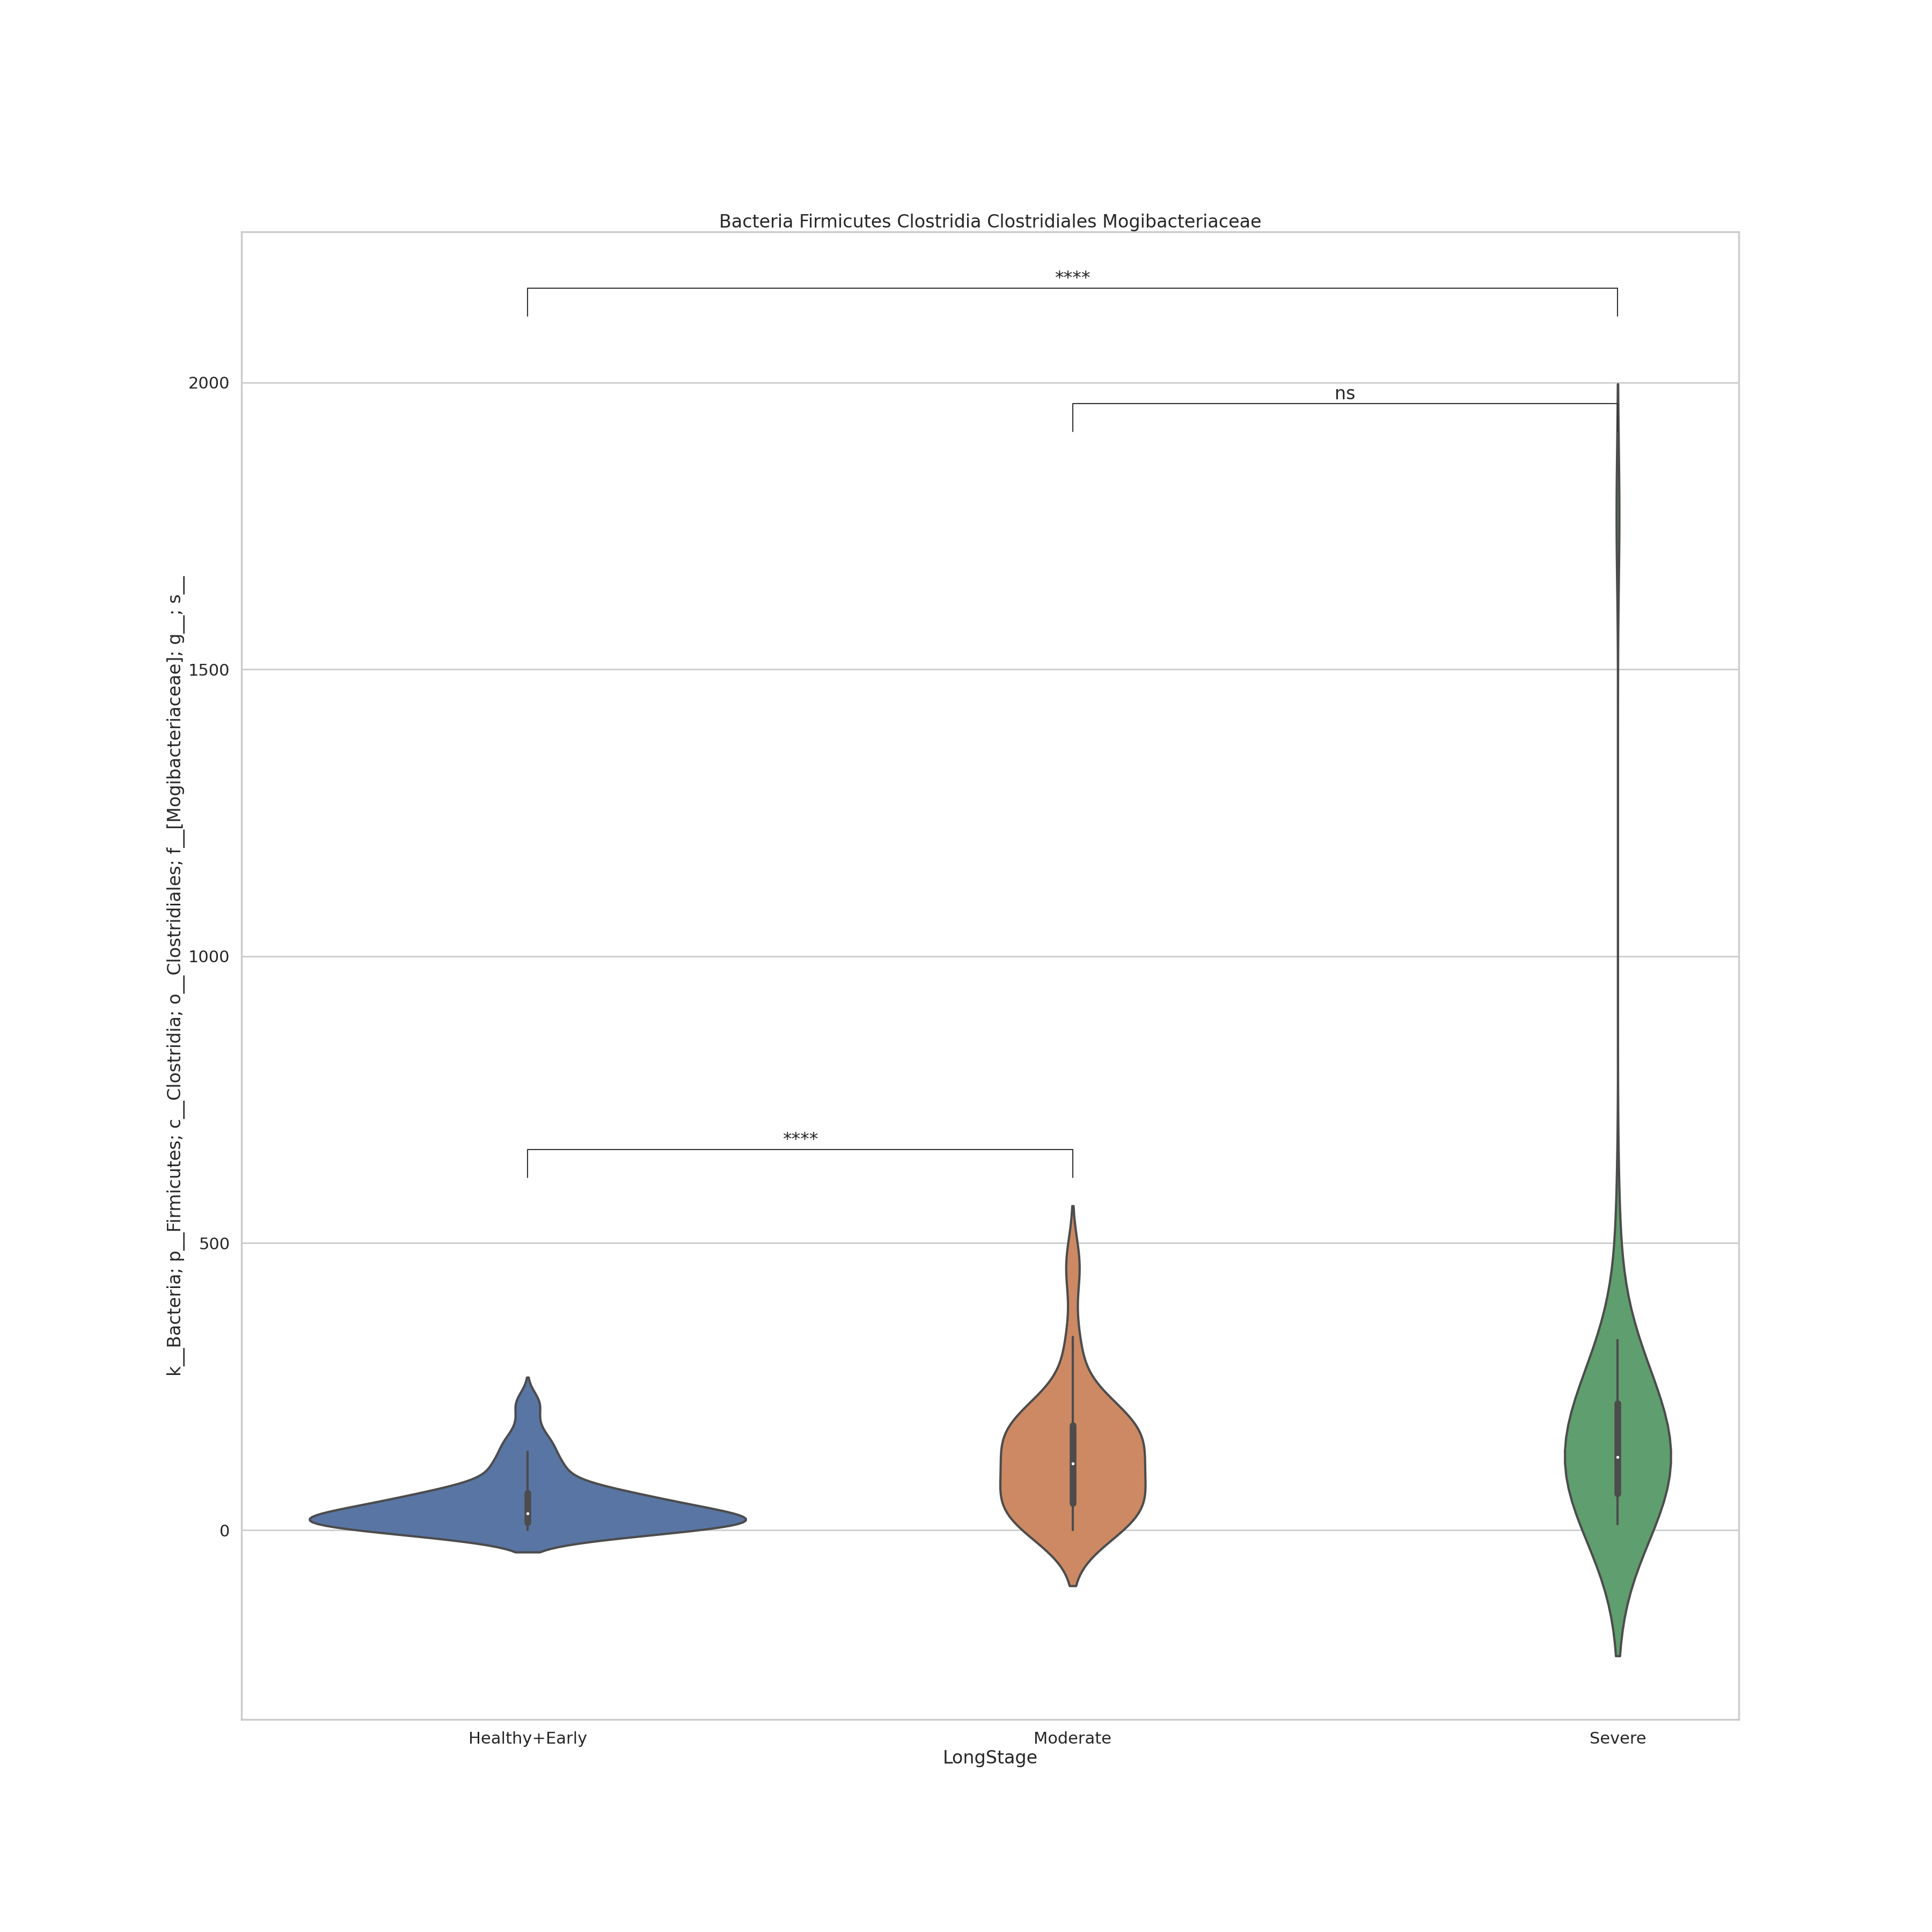 Bacteria Firmicutes Clostridia Clostridiales Mogibacteriaceae
****
2000
ns
1500
k__Bacteria; p__Firmicutes; c__Clostridia; o__Clostridiales; f__[Mogibacteriaceae]; g__; s__
1000
****
500
0
Healthy+Early
Moderate
Severe
LongStage